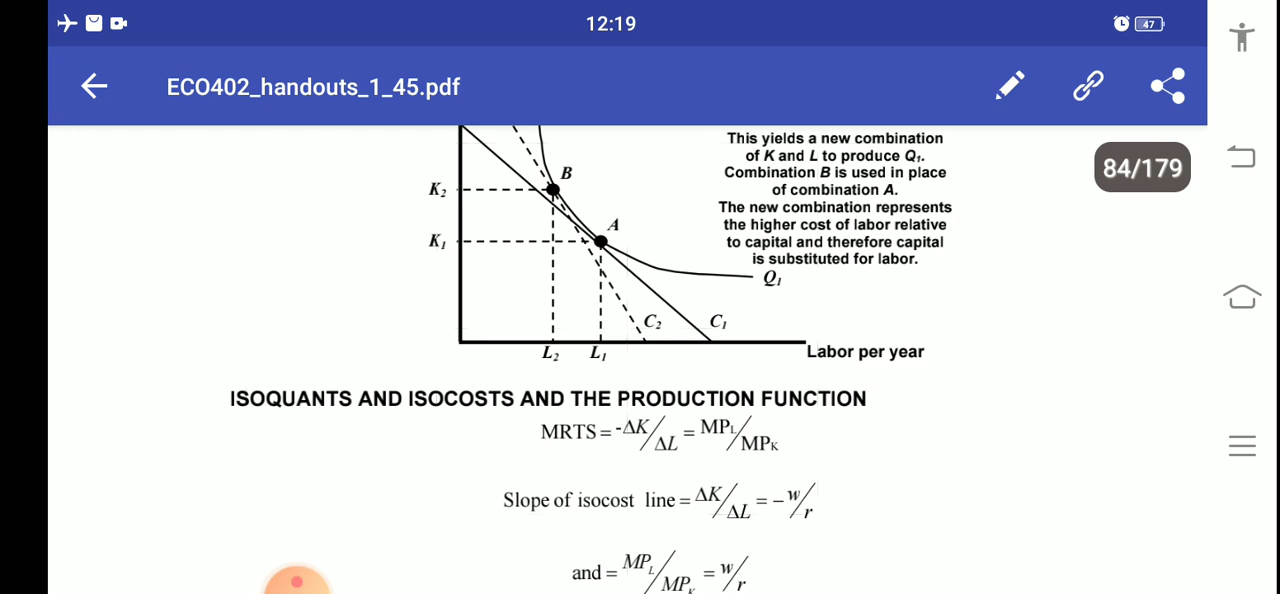 12:19
47
ECO402_handouts_1_45.pdf
84/179
This yields a new combination
of K and L to produce Q₁.
Combination B is used in place
of combination A.
The new combination represents
the higher cost of labor relative
to capital and therefore capital
is substituted for labor.
B
K₂
A
K₁
Q₁
C₂
C₁
L₂
L₁
Labor per year
ISOQUANTS AND ISOCOSTS AND THE PRODUCTION FUNCTION
MRTS = -ΔK/ΔL = MPL/MPK
Slope of isocost line = ΔK/ΔL = − w/r
and = MPL/MPK = w/r